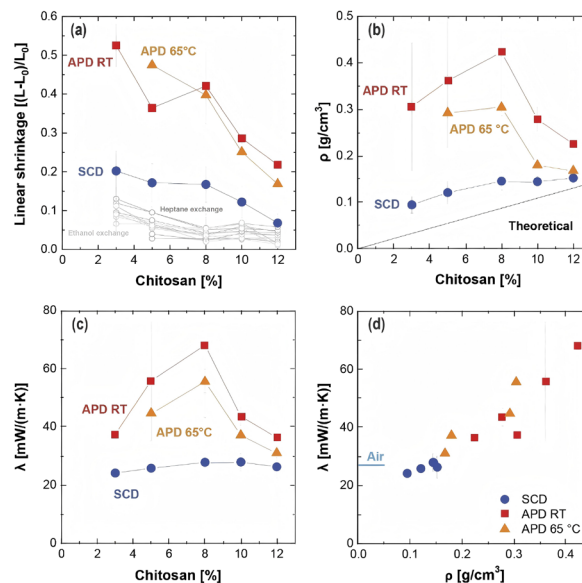 (a)
APD 65°C
APD RT
SCD
Heptane exchange
Ethanol exchange
Linear shrinkage [(L-L₀)/L₀]
0.6
0.5
0.4
0.3
0.2
0.1
0.0
0 2 4 6 8 10 12
Chitosan [%]
(b)
APD RT
APD 65 °C
SCD
Theoretical
ρ [g/cm³]
0.5
0.4
0.3
0.2
0.1
0.0
0 2 4 6 8 10 12
Chitosan [%]
(c)
APD RT
APD 65°C
SCD
λ [mW/(m·K)]
80
60
40
20
0
0 2 4 6 8 10 12
Chitosan [%]
(d)
Air
SCD
APD RT
APD 65 °C
λ [mW/(m·K)]
80
60
40
20
0
0.0 0.1 0.2 0.3 0.4
ρ [g/cm³]